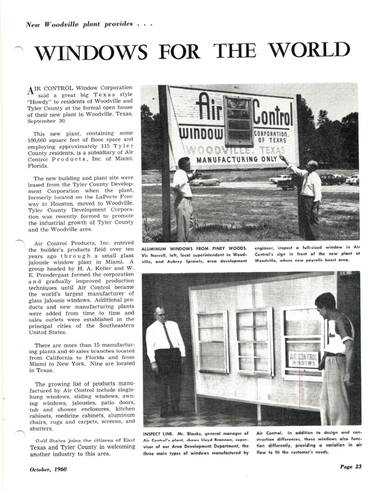 New Woodville plant provides . . .
WINDOWS FOR THE WORLD
AIR CONTROL Window Corporation
said a great big Texas style
"Howdy" to residents of Woodville and
Tyler County at the formal open house
of their new plant in Woodville, Texas,
September 30.
This new plant, containing some
100,000 square feet of floor space and
employing approximately 115 Tyler
County residents, is a subsidiary of Air
Control Products, Inc. of Miami,
Florida.
The new building and plant site were
leased from the Tyler County Develop-
ment Corporation when the plant,
formerly located on the LaPorte Free-
way in Houston, moved to Woodville.
Tyler County Development Corpora-
tion was recently formed to promote
the industrial growth of Tyler County
and the Woodville area.
Air Control Products, Inc. entered
the builder's products field over ten
years ago through a small glass
jalousie window plant in Miami. A
group headed by H. A. Keller and W.
E. Prendergast formed the corporation
and gradually improved production
techniques until Air Control became
the world's largest manufacturer of
glass jalousie windows. Additional pro-
ducts and new manufacturing plants
were added from time to time and
sales outlets were established in the
principal cities of the Southeastern
United States.
There are more than 15 manufactur-
ing plants and 40 sales branches located
from California to Florida and from
Miami to New York. Nine are located
in Texas.
The growing list of products manu-
factured by Air Control include single-
hung windows, sliding windows, awn-
ing windows, jalousies, patio doors,
tub and shower enclosures, kitchen
cabinets, medicine cabinets, aluminum
chairs, rugs and carpets, screens, and
shutters.
Gulf States joins the citizens of East
Texas and Tyler County in welcoming
another industry to this area.
Air Control
WINDOW CORPORATION
OF TEXAS
WOODVILLE, TEXAS
MANUFACTURING ONLY
ALUMINUM WINDOWS FROM PINEY WOODS.
Vic Norvell, left, local superintendent in Wood-
ville, and Aubrey Sprawls, area development
engineer, inspect a full-sized window in Air
Control's sign in front of the new plant at
Woodville, where new payrolls boost area.
AIR CONTROL
WINDOWS
INSPECT LINE. Mr. Stocks, general manager of
Air Control's plant, shows Lloyd Brannan, super-
visor of our Area Development Department, the
three main types of windows manufactured by
Air Control. In addition to design and con-
struction differences, these windows also func-
tion differently, providing a variation in air
flow to fit the customer's needs.
October, 1960
Page 23